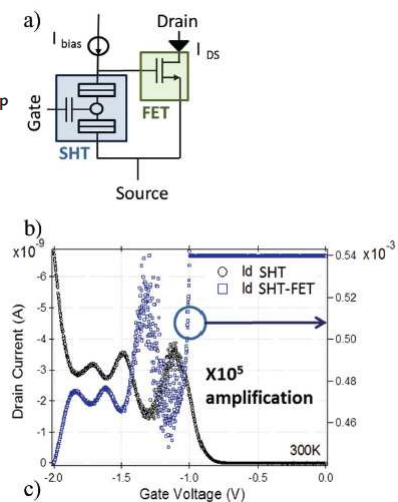 a)
Drain
I bias
I DS
P
Gate
FET
SHT
Source
b)
x10⁻⁹
x10⁻³
0.54
0.52
0.50
0.48
0.46
-6
-5
-4
-3
-2
-1
0
Drain Current (A)
Id SHT
Id SHT-FET
X10⁵
amplification
300K
-2.0
-1.5
-1.0
-0.5
0.0
Gate Voltage (V)
c)